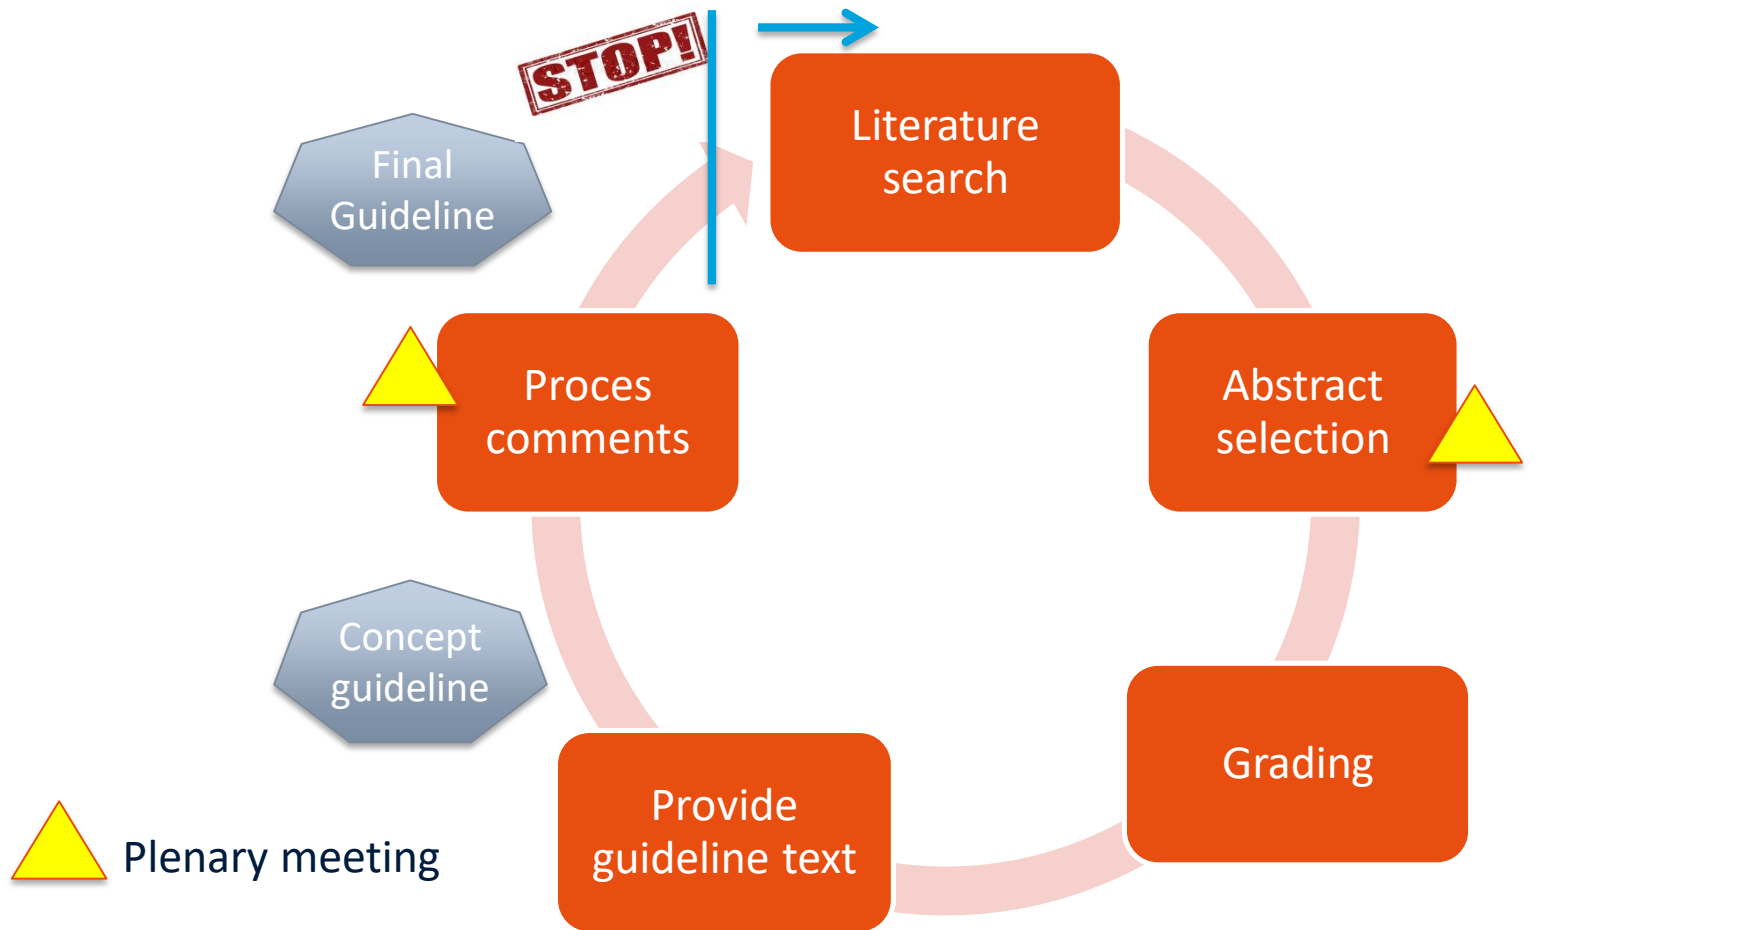 STOP!
Literature
search
Final
Guideline
Proces
comments
Abstract
selection
Concept
guideline
Grading
Provide
guideline text
Plenary meeting